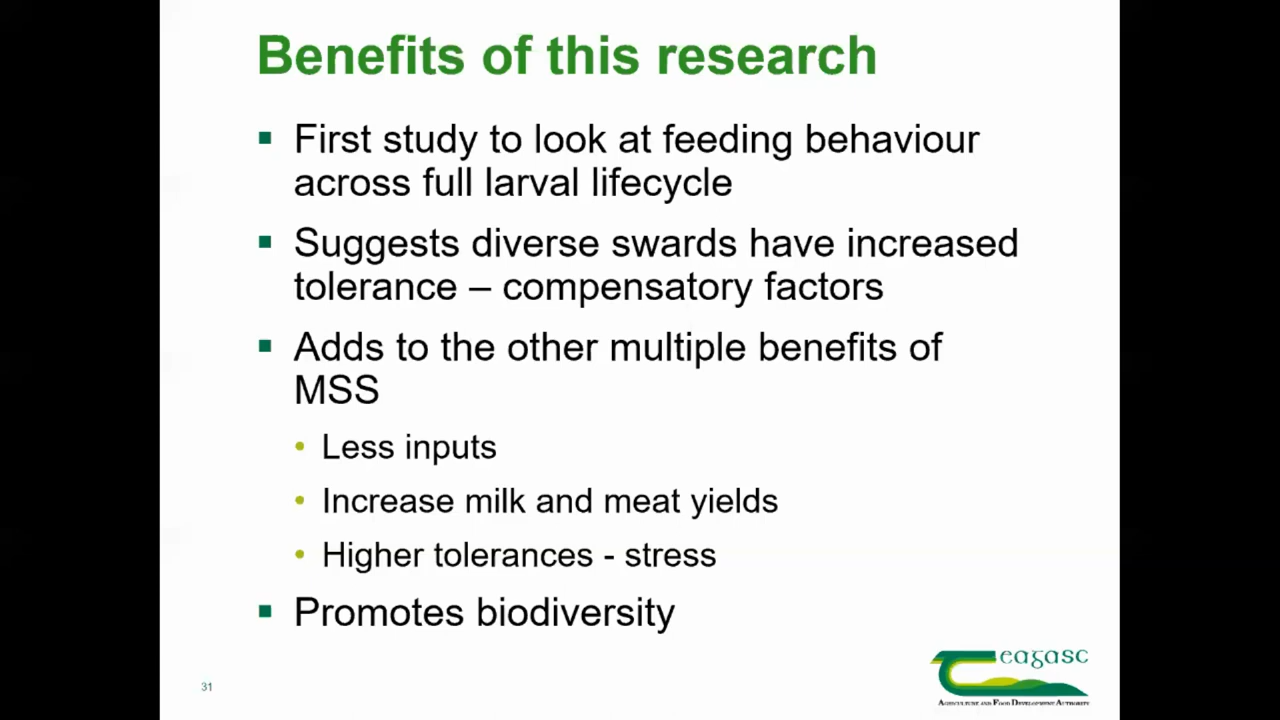 Benefits of this research
▪ First study to look at feeding behaviour
across full larval lifecycle
▪ Suggests diverse swards have increased
tolerance – compensatory factors
▪ Adds to the other multiple benefits of
MSS
• Less inputs
• Increase milk and meat yields
• Higher tolerances - stress
▪ Promotes biodiversity
31
teagasc
Agriculture and Food Development Authority